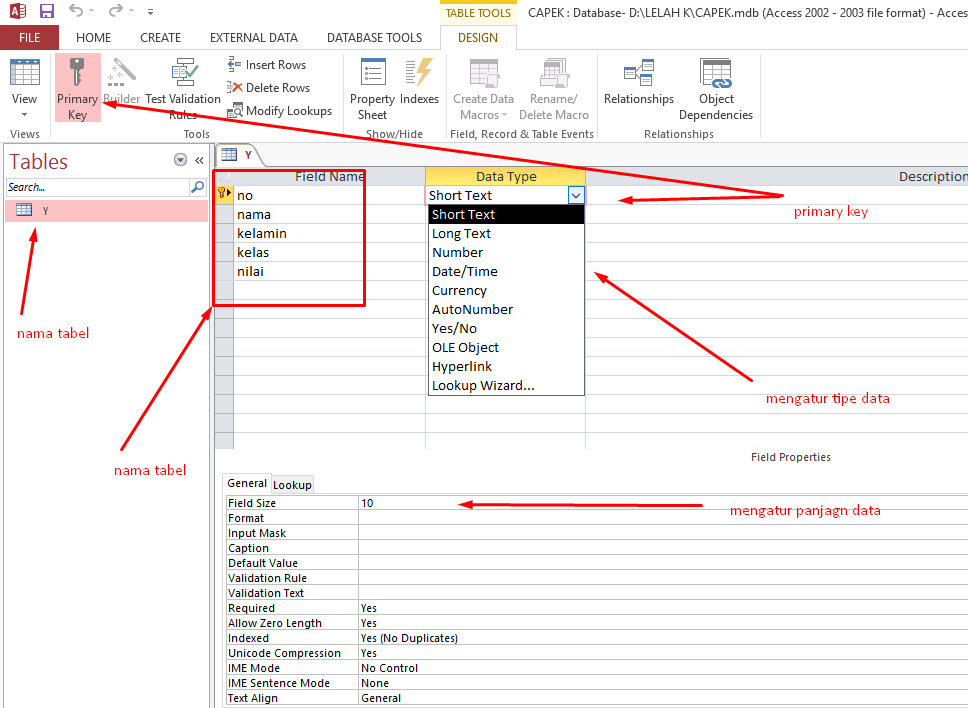 TABLE TOOLS
CAPEK : Database- D:\LELAH K\CAPEK.mdb (Access 2002 - 2003 file format) - Acces
FILE HOME CREATE EXTERNAL DATA DATABASE TOOLS DESIGN
View
Primary Key
Builder
Test Validation Rules
Insert Rows
Delete Rows
Modify Lookups
Property Sheet
Indexes
Create Data Macros
Rename/ Delete Macro
Relationships
Object Dependencies
Views
Tools
Show/Hide
Field, Record & Table Events
Relationships
Tables
Search...
Y
nama tabel
Y
Field Name Data Type Description
no Short Text
nama
kelamin
kelas
nilai
Short Text
Long Text
Number
Date/Time
Currency
AutoNumber
Yes/No
OLE Object
Hyperlink
Lookup Wizard...
primary key
mengatur tipe data
nama tabel
Field Properties
General Lookup
Field Size 10
mengatur panjagn data
Format
Input Mask
Caption
Default Value
Validation Rule
Validation Text
Required Yes
Allow Zero Length Yes
Indexed Yes (No Duplicates)
Unicode Compression Yes
IME Mode No Control
IME Sentence Mode None
Text Align General